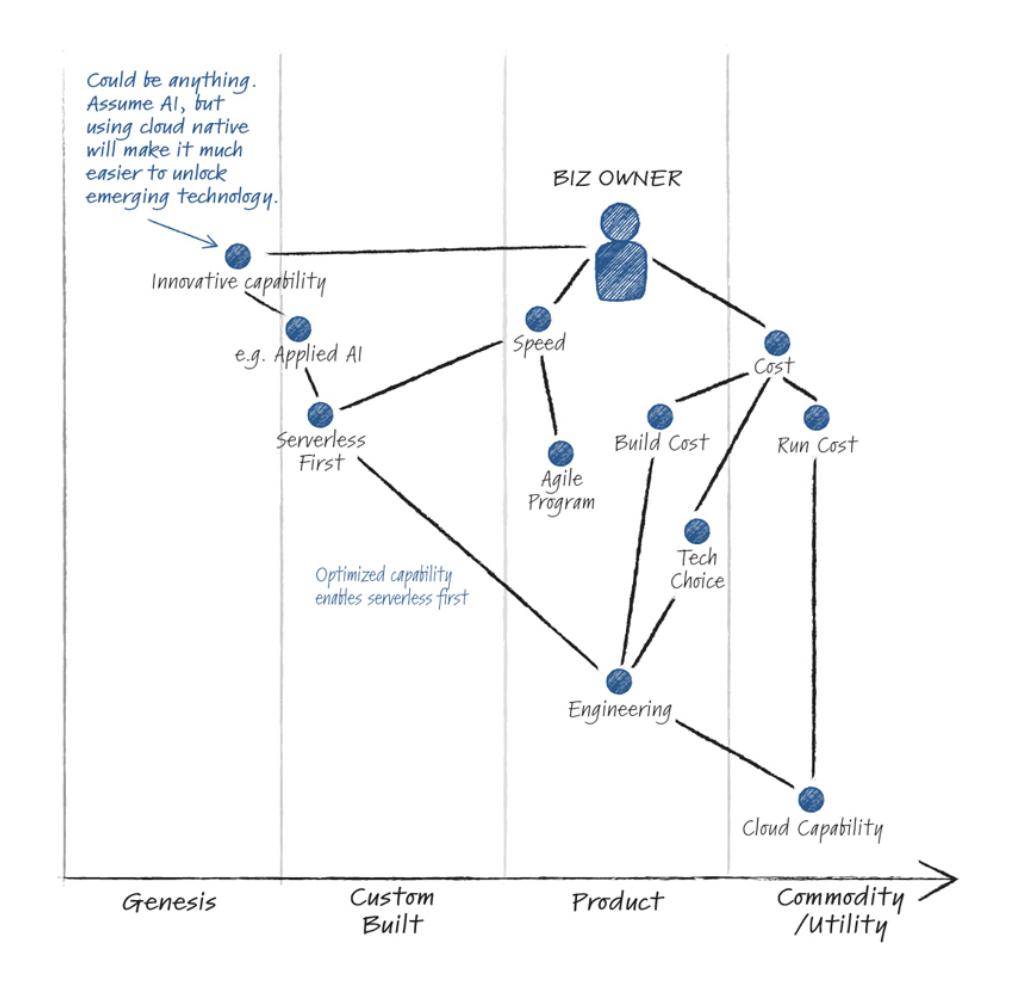 Could be anything.
Assume AI, but
using cloud native
will make it much
easier to unlock
emerging technology.
BIZ OWNER
Innovative capability
e.g. Applied AI
Speed
Cost
Serverless
First
Build Cost
Run Cost
Agile
Program
Tech
Choice
Optimized capability
enables serverless first
Engineering
Cloud Capability
Genesis
Custom
Built
Product
Commodity
/Utility